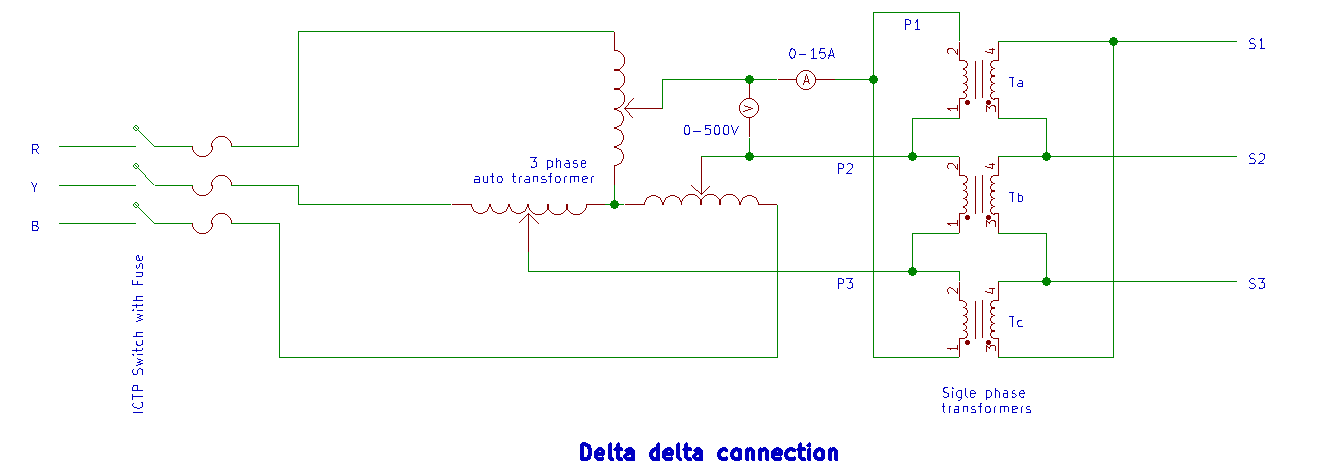 P1
0-15A
S1
2
4
A
Ta
1
3
V
0-500V
R
3 phase
auto transformer
P2
2
4
S2
Y
Tb
B
1
3
P3
2
4
S3
Tc
1
3
ICTP Switch with Fuse
Sigle phase
transformers
Delta delta connection